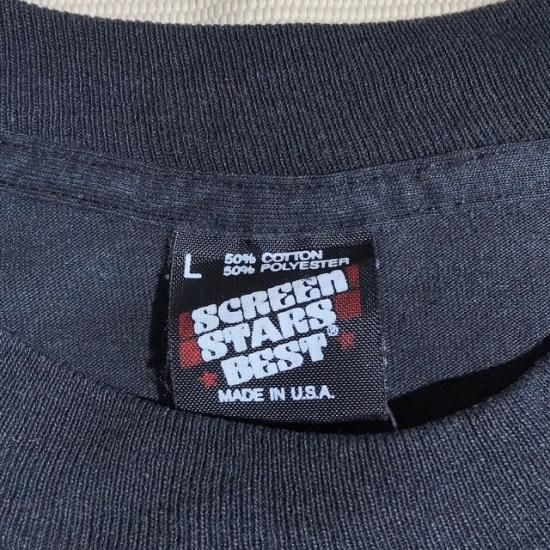 L 50% COTTON
50% POLYESTER
SCREEN
STARS
BEST®
MADE IN U.S.A.